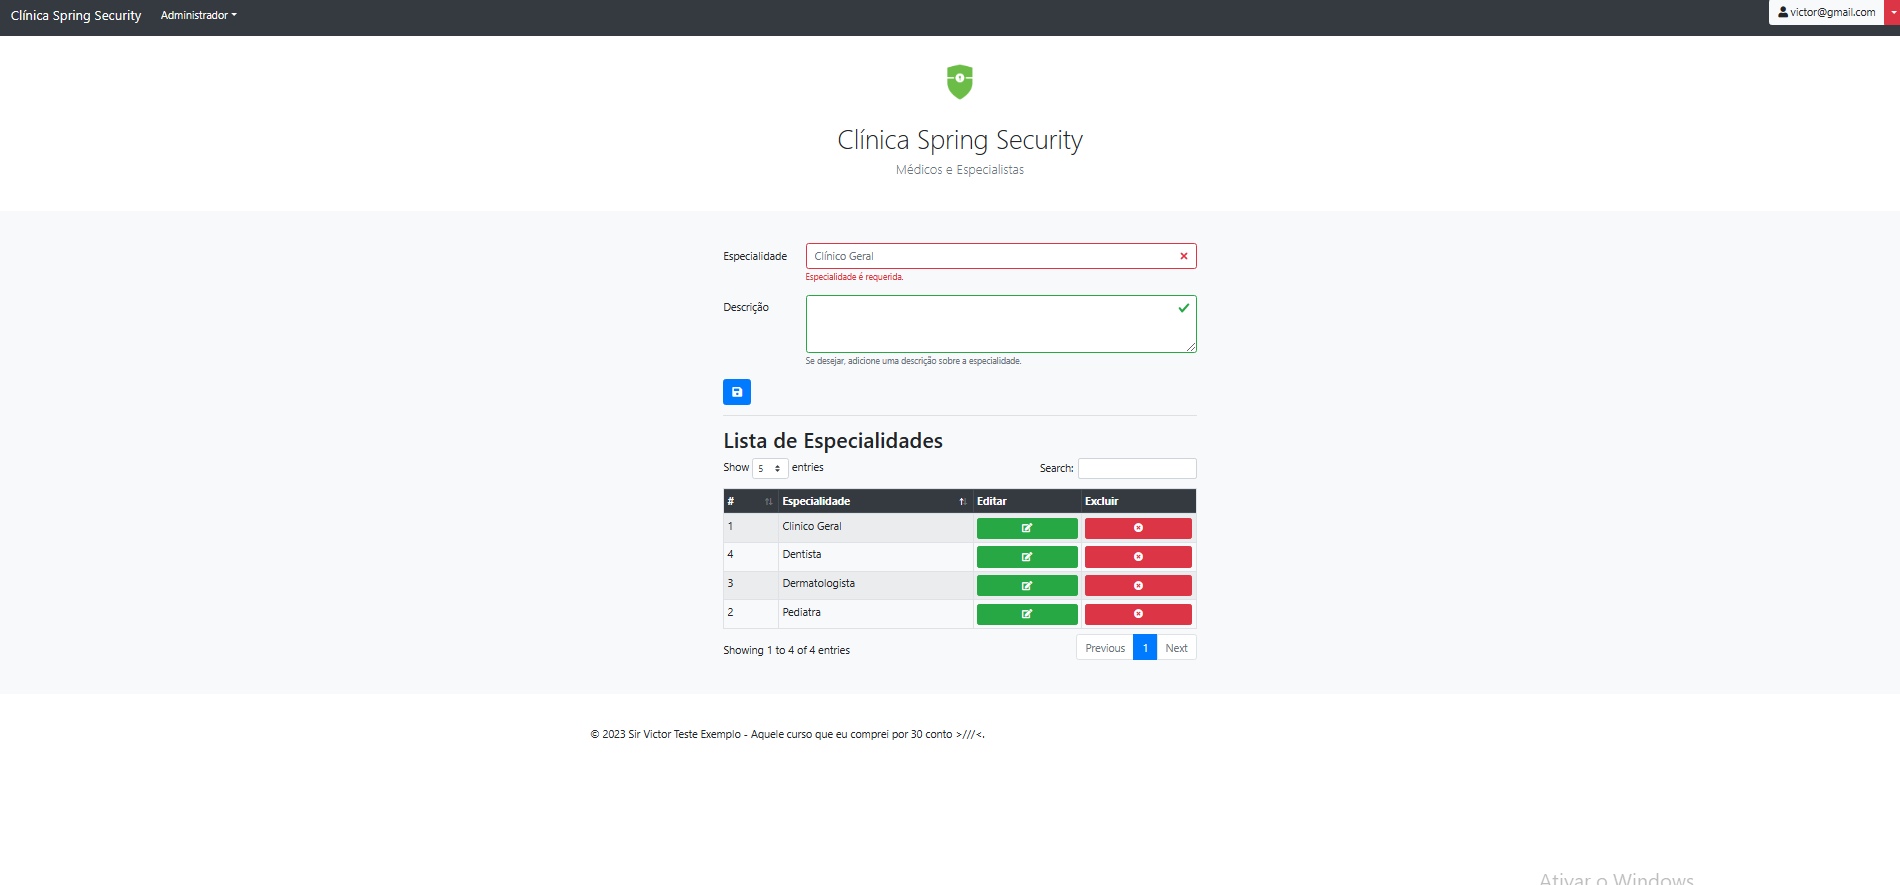 Clínica Spring Security Administrador victor@gmail.com
Clínica Spring Security
Médicos e Especialistas
Especialidade Clínico Geral
Especialidade é requerida.
Descrição
Se desejar, adicione uma descrição sobre a especialidade.
Lista de Especialidades
Show 5 entries Search:
# Especialidade Editar Excluir
1 Clinico Geral
4 Dentista
3 Dermatologista
2 Pediatra
Showing 1 to 4 of 4 entries Previous 1 Next
© 2023 Sir Victor Teste Exemplo - Aquele curso que eu comprei por 30 conto >///<.
Ativar o Windows